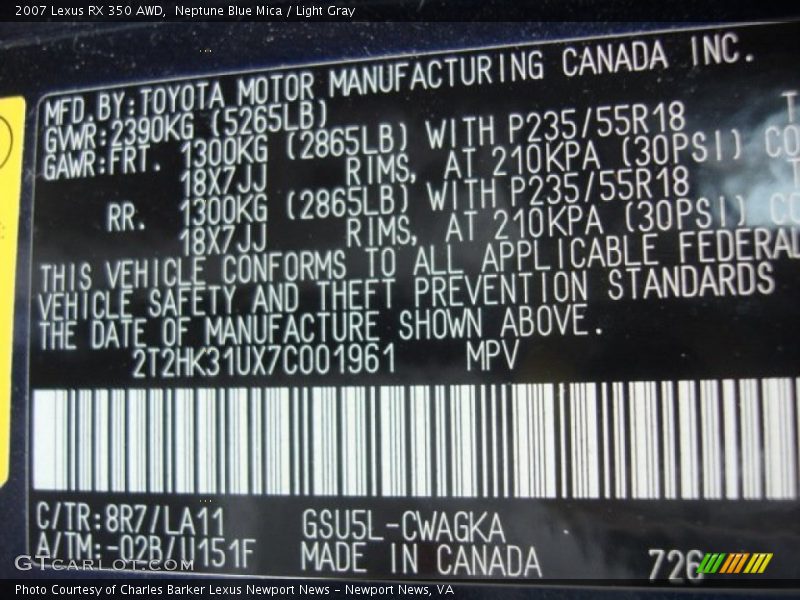 2007 Lexus RX 350 AWD,  Neptune Blue Mica / Light Gray
MFD.BY:TOYOTA MOTOR MANUFACTURING CANADA INC.
GVWR:2390KG (5265LB)
GAWR:FRT. 1300KG (2865LB) WITH P235/55R18 T
18X7JJ RIMS, AT 210KPA (30PSI) CO
RR. 1300KG (2865LB) WITH P235/55R18 T
18X7JJ RIMS, AT 210KPA (30PSI) CO
THIS VEHICLE CONFORMS TO ALL APPLICABLE FEDERAL
VEHICLE SAFETY AND THEFT PREVENTION STANDARDS
THE DATE OF MANUFACTURE SHOWN ABOVE.
2T2HK31UX7C001961 MPV
C/TR:8R7/LA11 GSU5L-CWAGKA
A/TM:-02B/U151F MADE IN CANADA 726
GTcarlot.com
Photo Courtesy of Charles Barker Lexus Newport News – Newport News, VA